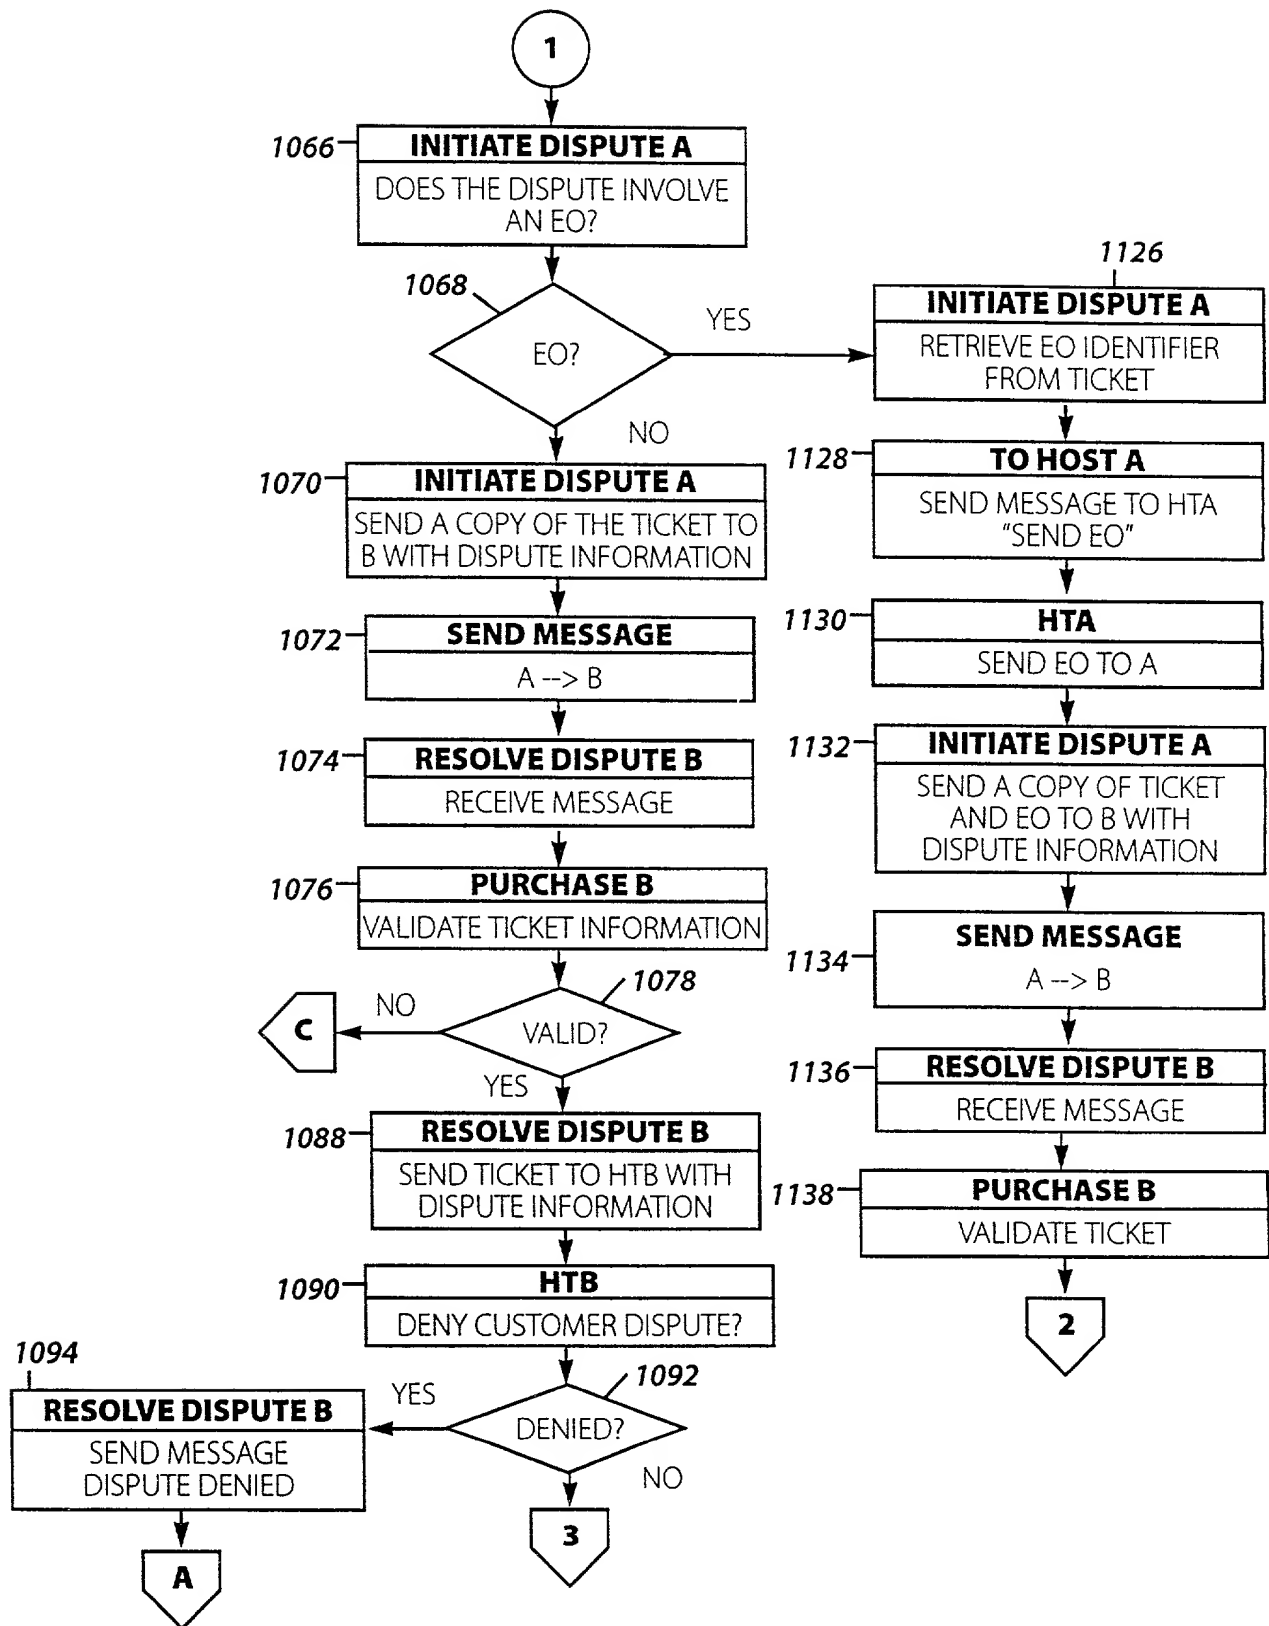 1
1066
INITIATE DISPUTE A
DOES THE DISPUTE INVOLVE
AN EO?
1068
EO?
YES
NO
1070
INITIATE DISPUTE A
SEND A COPY OF THE TICKET TO
B WITH DISPUTE INFORMATION
1072
SEND MESSAGE
A --> B
1074
RESOLVE DISPUTE B
RECEIVE MESSAGE
1076
PURCHASE B
VALIDATE TICKET INFORMATION
1078
VALID?
NO
C
YES
1088
RESOLVE DISPUTE B
SEND TICKET TO HTB WITH
DISPUTE INFORMATION
1090
HTB
DENY CUSTOMER DISPUTE?
1092
DENIED?
YES
NO
1094
RESOLVE DISPUTE B
SEND MESSAGE
DISPUTE DENIED
A
3
1126
INITIATE DISPUTE A
RETRIEVE EO IDENTIFIER
FROM TICKET
1128
TO HOST A
SEND MESSAGE TO HTA
"SEND EO"
1130
HTA
SEND EO TO A
1132
INITIATE DISPUTE A
SEND A COPY OF TICKET
AND EO TO B WITH
DISPUTE INFORMATION
1134
SEND MESSAGE
A --> B
1136
RESOLVE DISPUTE B
RECEIVE MESSAGE
1138
PURCHASE B
VALIDATE TICKET
2